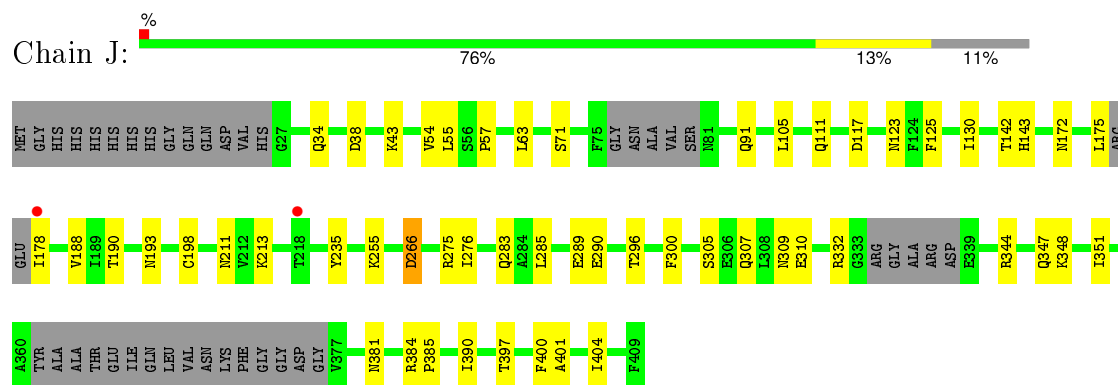 %
Chain J:
76% 13% 11%
MET GLY HIS HIS HIS HIS HIS HIS HIS GLY GLN GLN ASP VAL HIS G27 Q34 D38 K43 V54 L55 S56 P57 L63 S71 F75 GLY ASN ALA VAL SER N81 Q91 L105 Q111 D117 N123 F124 F125 I130 T142 H143 N172 L175 ARG
GLU I178 V188 I189 T190 N193 C198 N211 V212 K213 T218 Y235 K255 D266 R275 I276 Q283 A284 L285 E289 E290 T296 F300 S305 E306 Q307 L308 N309 E310 R332 G333 ARG GLY ALA ARG ASP E339 R344 Q347 K348 I351
A360 TYR ALA ALA THR GLU ILE GLN LEU VAL ASN LYS PHE GLY GLY ASP GLY V377 N381 R384 P385 I390 T397 F400 A401 I404 F409